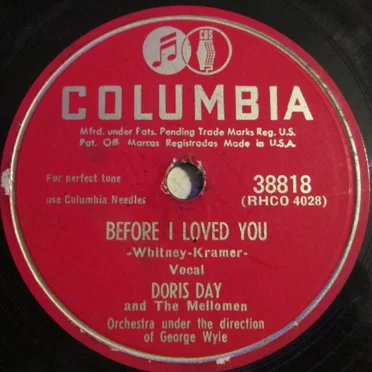 CBS
COLUMBIA
Mfrd. under Pats. Pending Trade Marks Reg. U.S.
Pat. Off. Marcas Registradas Made in U.S.A.
For perfect tone
use Columbia Needles
38818
(RHCO 4028)
BEFORE I LOVED YOU
-Whitney-Kramer-
Vocal
DORIS DAY
and The Mellomen
Orchestra under the direction
of George Wyle